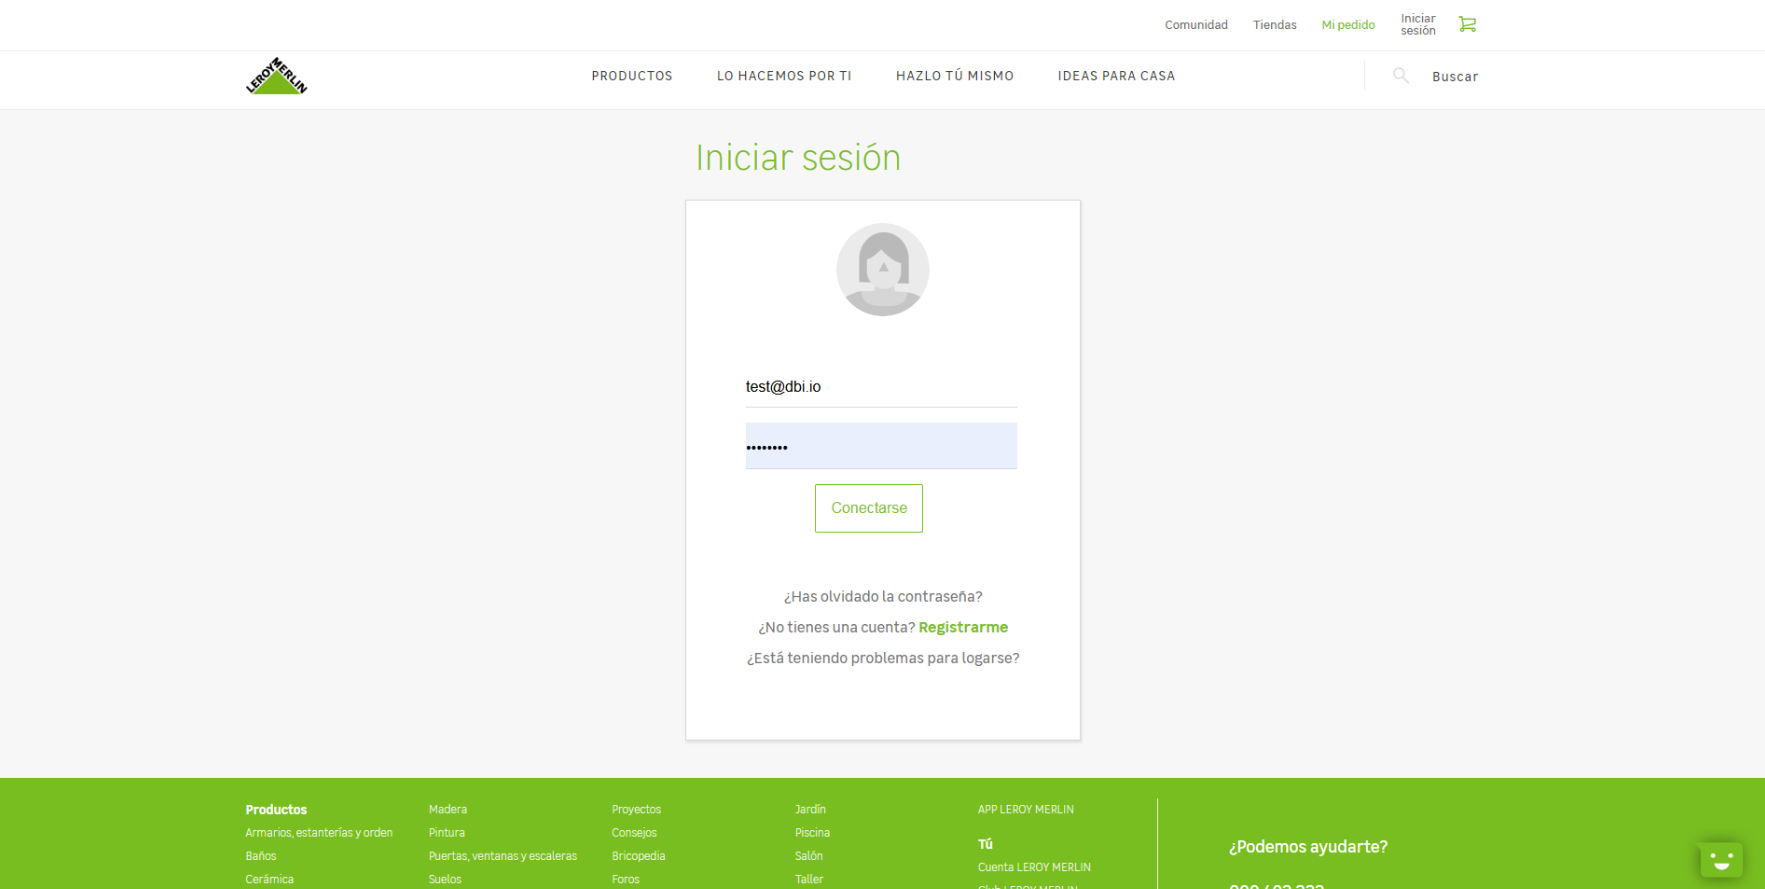 Comunidad Tiendas Mi pedido Iniciar sesión
LEROY MERLIN
PRODUCTOS LO HACEMOS POR TI HAZLO TÚ MISMO IDEAS PARA CASA Buscar
Iniciar sesión
test@dbi.io
••••••••
Conectarse
¿Has olvidado la contraseña?
¿No tienes una cuenta? Registrarme
¿Está teniendo problemas para logarse?
Productos
Armarios, estanterías y orden
Baños
Cerámica
Madera
Pintura
Puertas, ventanas y escaleras
Suelos
Proyectos
Consejos
Bricopedia
Foros
Jardín
Piscina
Salón
Taller
APP LEROY MERLIN
Tú
Cuenta LEROY MERLIN
Club LEROY MERLIN
¿Podemos ayudarte?